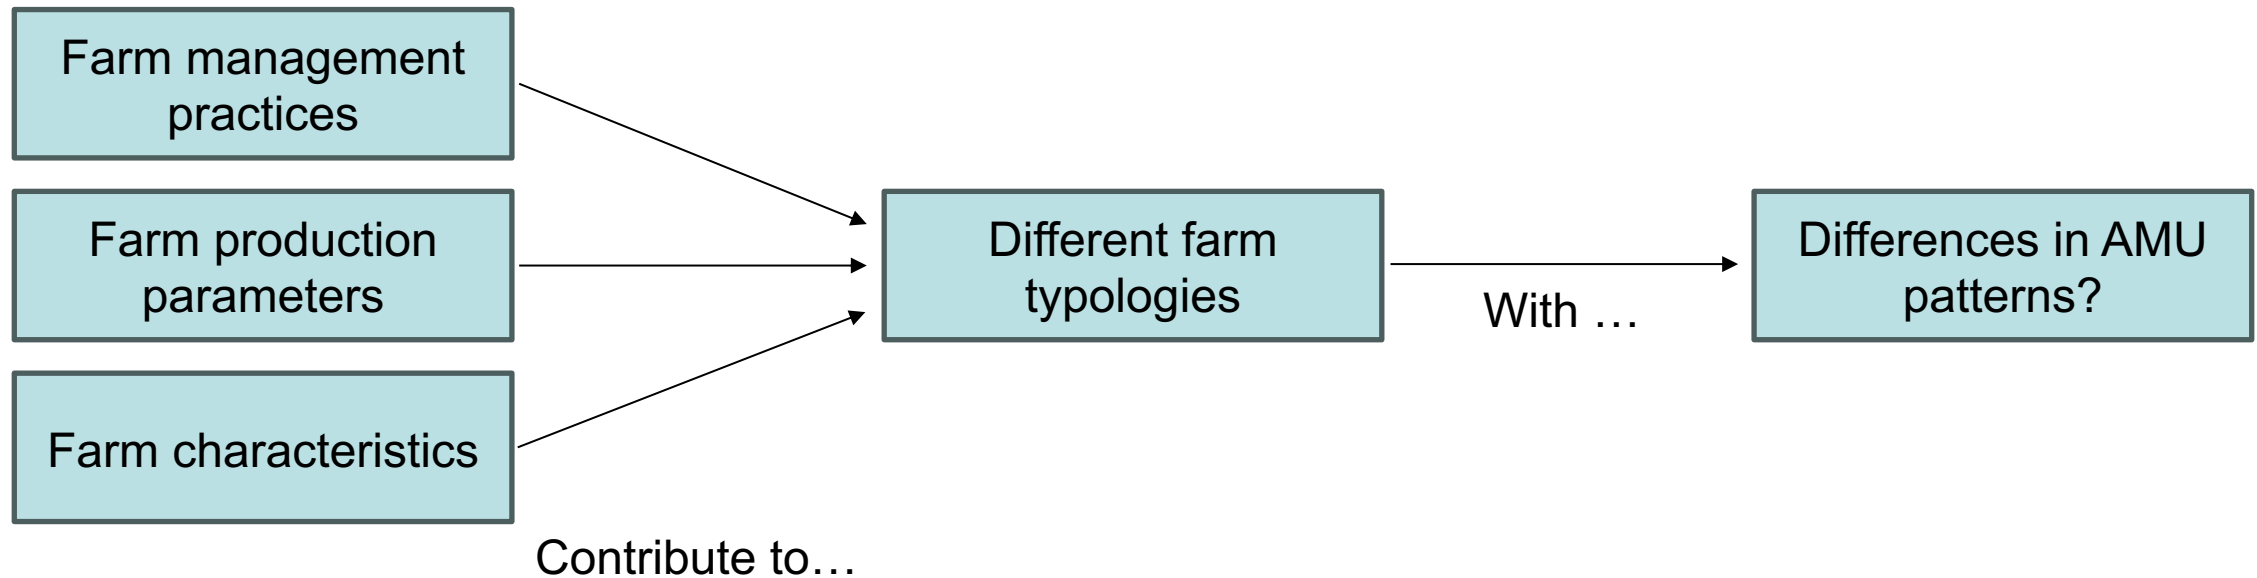 Farm management
practices
Farm production
parameters
Farm characteristics
Contribute to…
Different farm
typologies
With …
Differences in AMU
patterns?